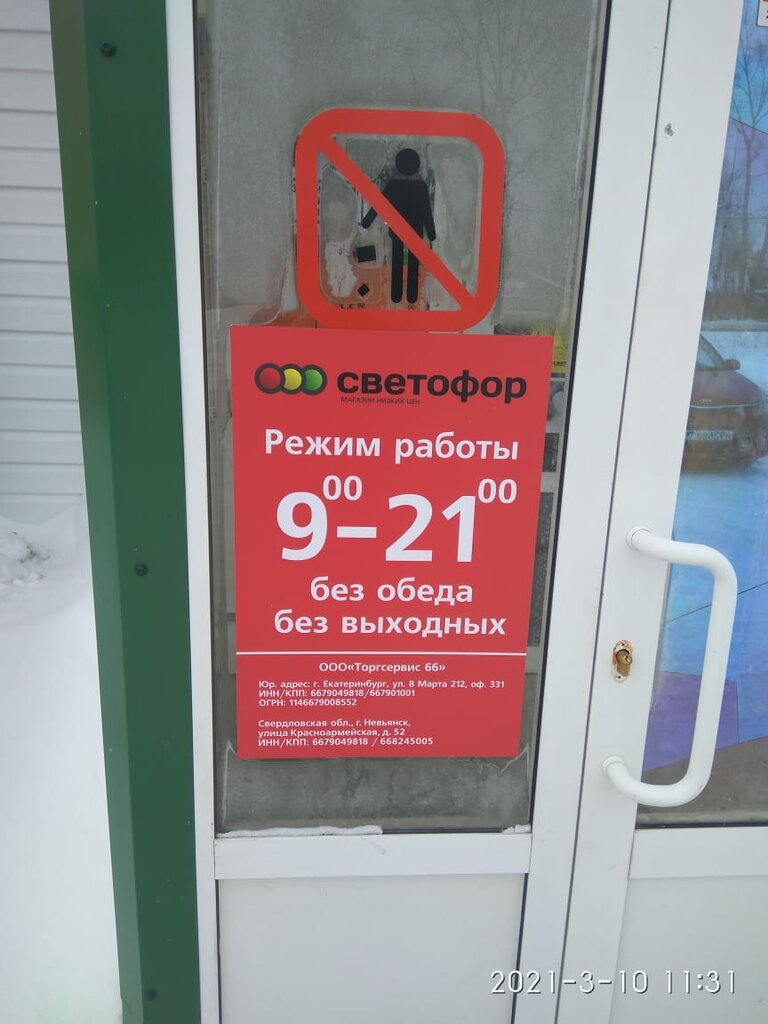 светофор
МАГАЗИН НИЗКИХ ЦЕН
Режим работы
9⁰⁰–21⁰⁰
без обеда
без выходных
ООО«Торгсервис 66»
Юр. адрес: г. Екатеринбург, ул. 8 Марта 212, оф. 331
ИНН/КПП: 6679049818/667901001
ОГРН: 1146679008552
Свердловская обл., г. Невьянск,
улица Красноармейская, д. 52
ИНН/КПП: 6679049818 / 668245005
2021-3-10 11:31